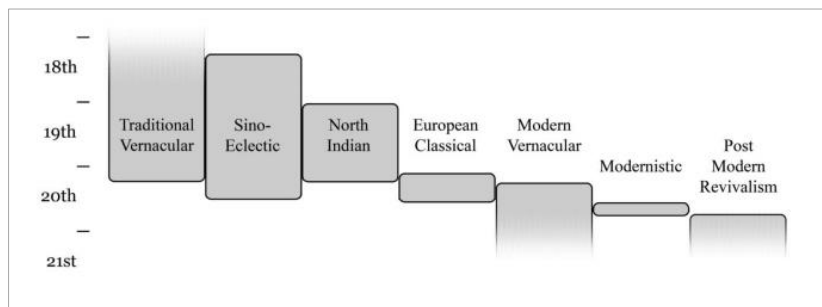 18th
19th
20th
21st
Traditional
Vernacular
Sino-
Eclectic
North
Indian
European
Classical
Modern
Vernacular
Modernistic
Post
Modern
Revivalism